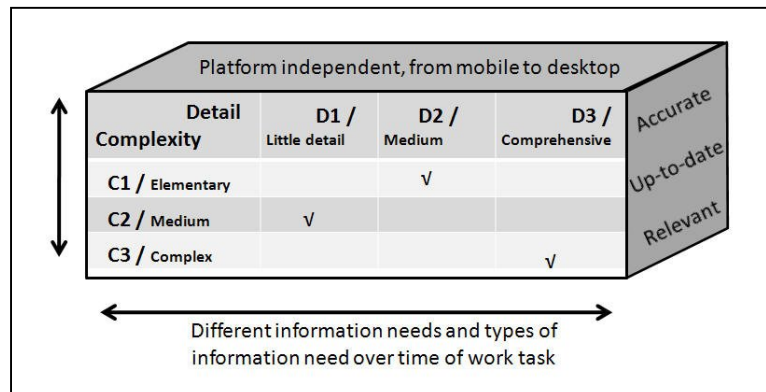 Platform independent, from mobile to desktop
Detail D1 / D2 / D3 /
Complexity Little detail Medium Comprehensive
C1 / Elementary √
C2 / Medium √
C3 / Complex √
Accurate
Up-to-date
Relevant
Different information needs and types of
information need over time of work task